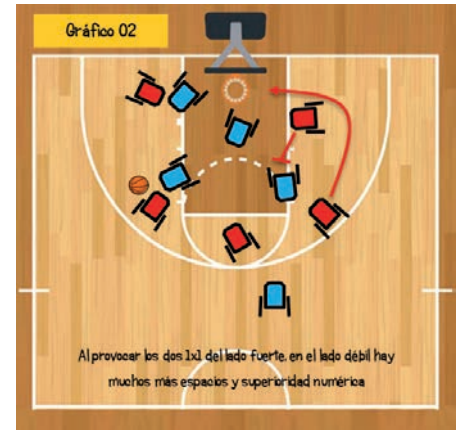 Gráfico 02
Al provocar los dos 1x1 del lado fuerte, en el lado débil hay
muchos más espacios y superioridad numérica